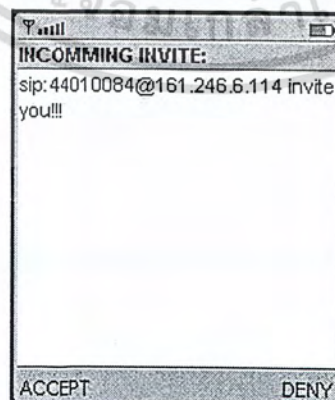 INCOMMING INVITE:
sip:44010084@161.246.6.114 invite
you!!!
ACCEPT DENY